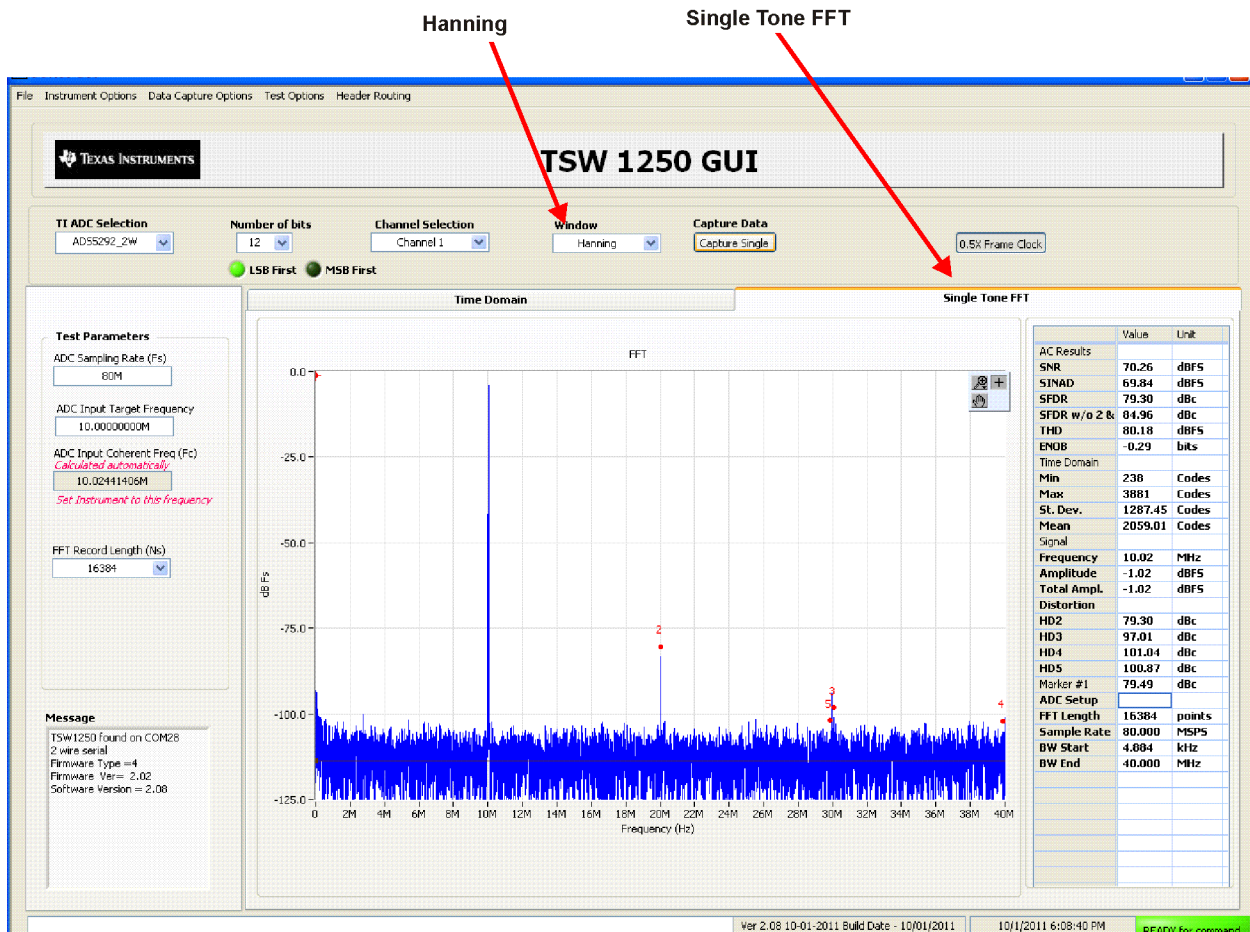 Hanning
Single Tone FFT
File Instrument Options Data Capture Options Test Options Header Routing
TEXAS INSTRUMENTS
TSW 1250 GUI
TI ADC Selection
ADS5292_2W
Number of bits
12
LSB First
MSB First
Channel Selection
Channel 1
Window
Hanning
Capture Data
Capture Single
0.5X Frame Clock
Time Domain
Single Tone FFT
Test Parameters
ADC Sampling Rate (Fs)
80M
ADC Input Target Frequency
10.00000000M
ADC Input Coherent Freq (Fc)
Calculated automatically
10.02441406M
Set Instrument to this frequency
FFT Record Length (Ns)
16384
Message
TSW1250 found on COM28
2 wire serial
Firmware Type =4
Firmware Ver= 2.02
Software Version = 2.08
FFT
dB Fs
0.0
-25.0
-50.0
-75.0
-100.0
-125.0
2
3
5
4
0 2M 4M 6M 8M 10M 12M 14M 16M 18M 20M 22M 24M 26M 28M 30M 32M 34M 36M 38M 40M
Frequency (Hz)
Value Unit
AC Results
SNR 70.26 dBFS
SINAD 69.84 dBFS
SFDR 79.30 dBc
SFDR w/o 2 & 84.96 dBc
THD 80.18 dBFS
ENOB -0.29 bits
Time Domain
Min 238 Codes
Max 3881 Codes
St. Dev. 1287.45 Codes
Mean 2059.01 Codes
Signal
Frequency 10.02 MHz
Amplitude -1.02 dBFS
Total Ampl. -1.02 dBFS
Distortion
HD2 79.30 dBc
HD3 97.01 dBc
HD4 101.04 dBc
HD5 100.87 dBc
Marker #1 79.49 dBc
ADC Setup
FFT Length 16384 points
Sample Rate 80.000 MSPS
BW Start 4.884 kHz
BW End 40.000 MHz
Ver 2.08 10-01-2011 Build Date - 10/01/2011
10/1/2011 6:08:40 PM
READY for command